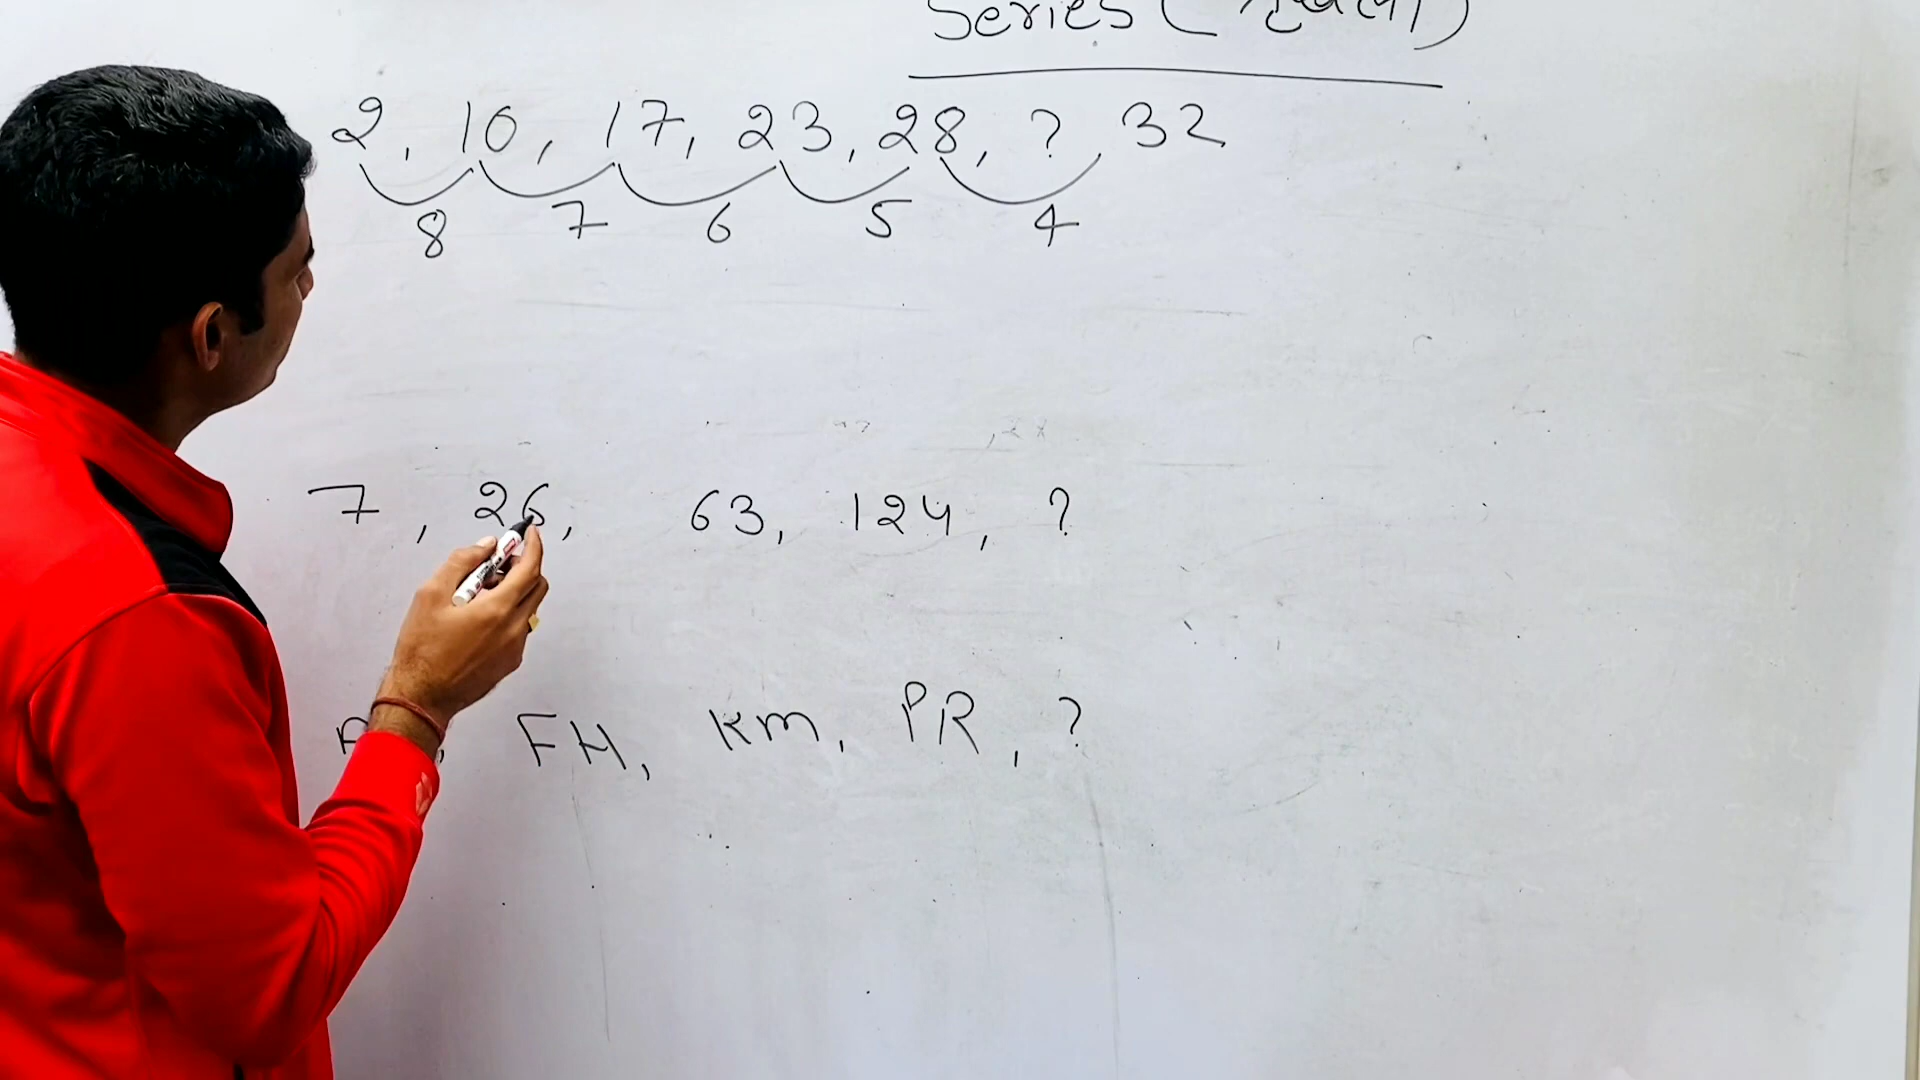 Series (
2, 10, 17, 23, 28, ? 32
8 7 6 5 4
7, 26, 63, 124, ?
FH, KM, PR, ?